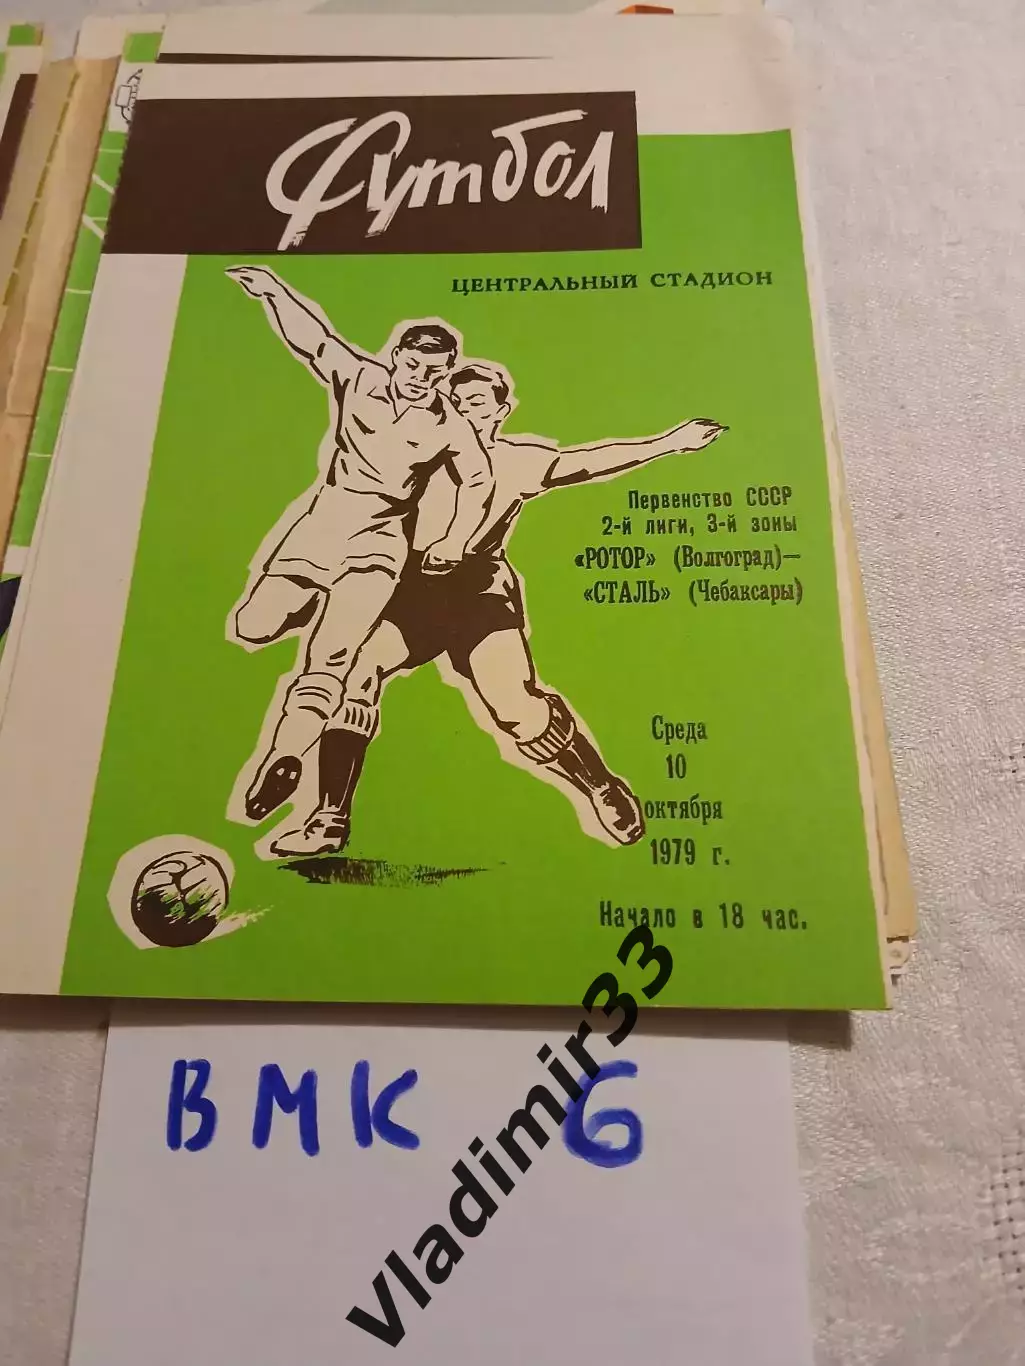 Футбол
ЦЕНТРАЛЬНЫЙ СТАДИОН
Первенство СССР
2-й лиги, 3-й зоны
«РОТОР» (Волгоград)—
«СТАЛЬ» (Чебаксары)
Среда
10
октября
1979 г.
Начало в 18 час.
ВМК 6
Vladimir33